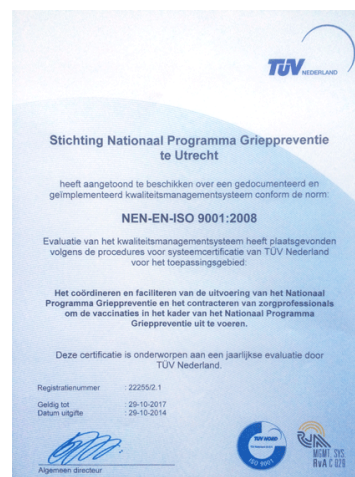 TÜV NEDERLAND
Stichting Nationaal Programma Grieppreventie
te Utrecht
heeft aangetoond te beschikken over een gedocumenteerd en
geïmplementeerd kwaliteitsmanagementsysteem conform de norm:
NEN-EN-ISO 9001:2008
Evaluatie van het kwaliteitsmanagementsysteem heeft plaatsgevonden
volgens de procedures voor systeemcertificatie van TÜV Nederland
voor het toepassingsgebied:
Het coördineren en faciliteren van de uitvoering van het Nationaal
Programma Grieppreventie en het contracteren van zorgprofessionals
om de vaccinaties in het kader van het Nationaal Programma
Grieppreventie uit te voeren.
Deze certificatie is onderworpen aan een jaarlijkse evaluatie door
TÜV Nederland.
Registratienummer : 22255/2.1
Geldig tot : 29-10-2017
Datum uitgifte : 29-10-2014
Algemeen directeur
TÜV NORD
ISO 9001
MGMT. SYS.
RvA C 029